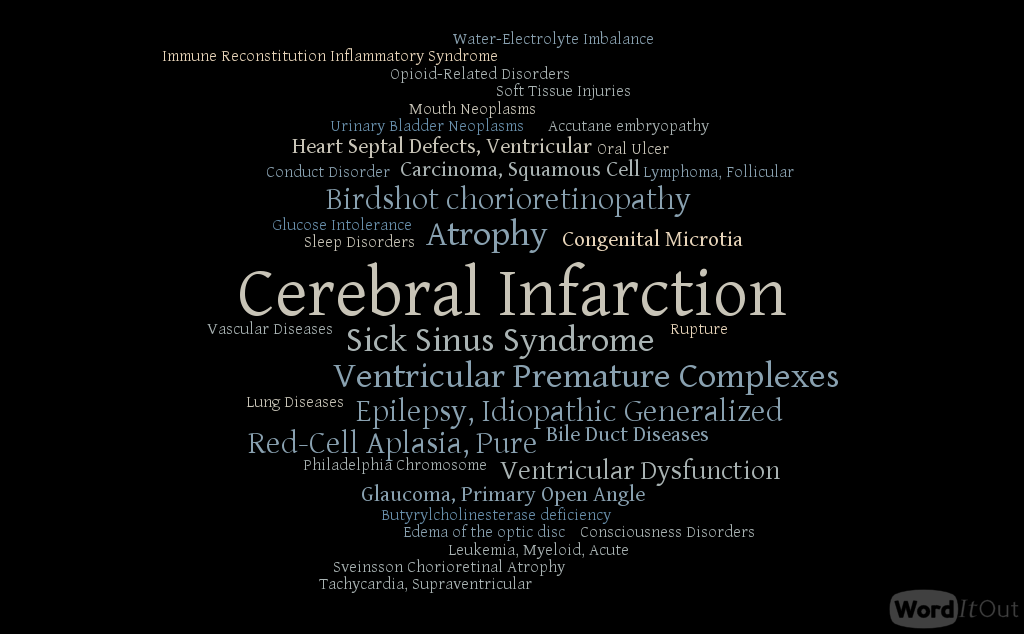 Water-Electrolyte Imbalance
Immune Reconstitution Inflammatory Syndrome
Opioid-Related Disorders
Soft Tissue Injuries
Mouth Neoplasms
Urinary Bladder Neoplasms Accutane embryopathy
Heart Septal Defects, Ventricular Oral Ulcer
Conduct Disorder Carcinoma, Squamous Cell Lymphoma, Follicular
Birdshot chorioretinopathy
Glucose Intolerance
Atrophy Congenital Microtia
Sleep Disorders
Cerebral Infarction
Vascular Diseases Rupture
Sick Sinus Syndrome
Ventricular Premature Complexes
Lung Diseases
Epilepsy, Idiopathic Generalized
Red-Cell Aplasia, Pure Bile Duct Diseases
Philadelphia Chromosome Ventricular Dysfunction
Glaucoma, Primary Open Angle
Butyrylcholinesterase deficiency
Edema of the optic disc Consciousness Disorders
Leukemia, Myeloid, Acute
Sveinsson Chorioretinal Atrophy
Tachycardia, Supraventricular
WordItOut